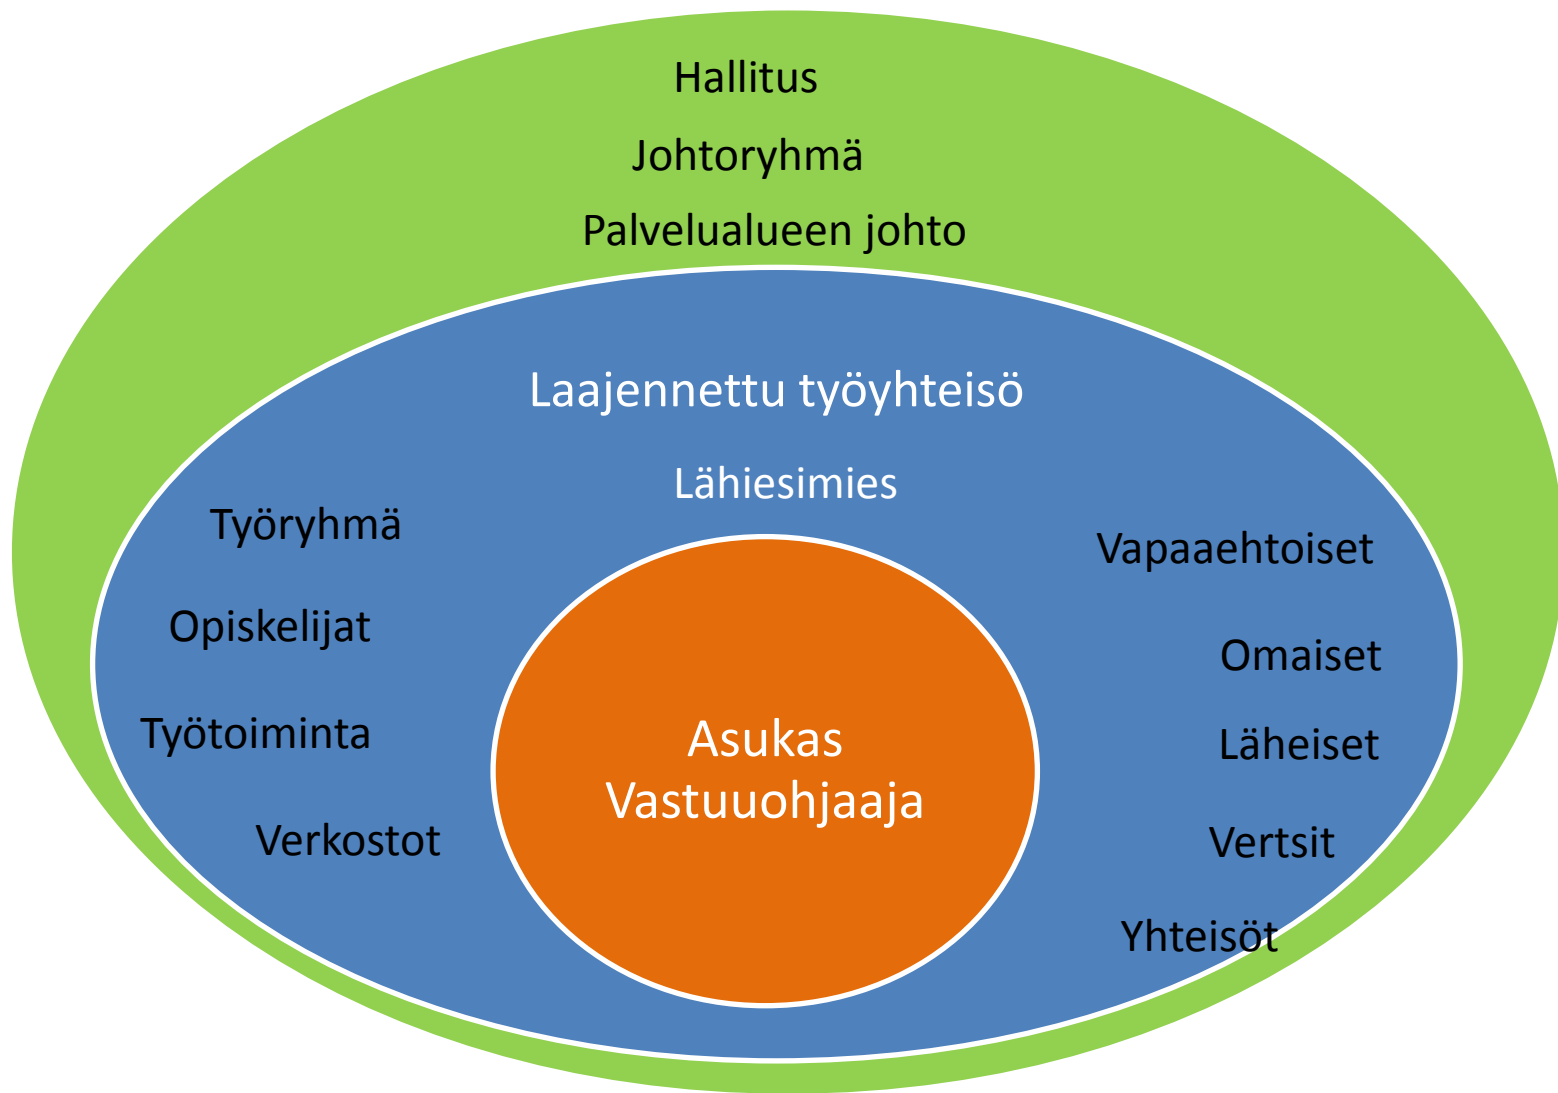 Hallitus
Johtoryhmä
Palvelualueen johto
Laajennettu työyhteisö
Lähiesimies
Työryhmä
Opiskelijat
Työtoiminta
Verkostot
Asukas
Vastuuohjaaja
Vapaaehtoiset
Omaiset
Läheiset
Vertsit
Yhteisöt